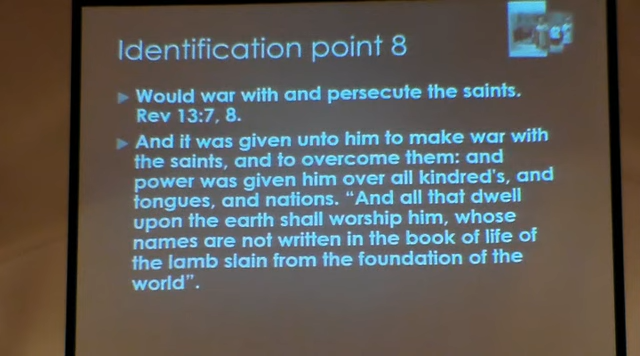 Identification point 8
Would war with and persecute the saints.
Rev 13:7, 8.
And it was given unto him to make war with
the saints, and to overcome them: and
power was given him over all kindred's, and
tongues, and nations. “And all that dwell
upon the earth shall worship him, whose
names are not written in the book of life of
the lamb slain from the foundation of the
world”.